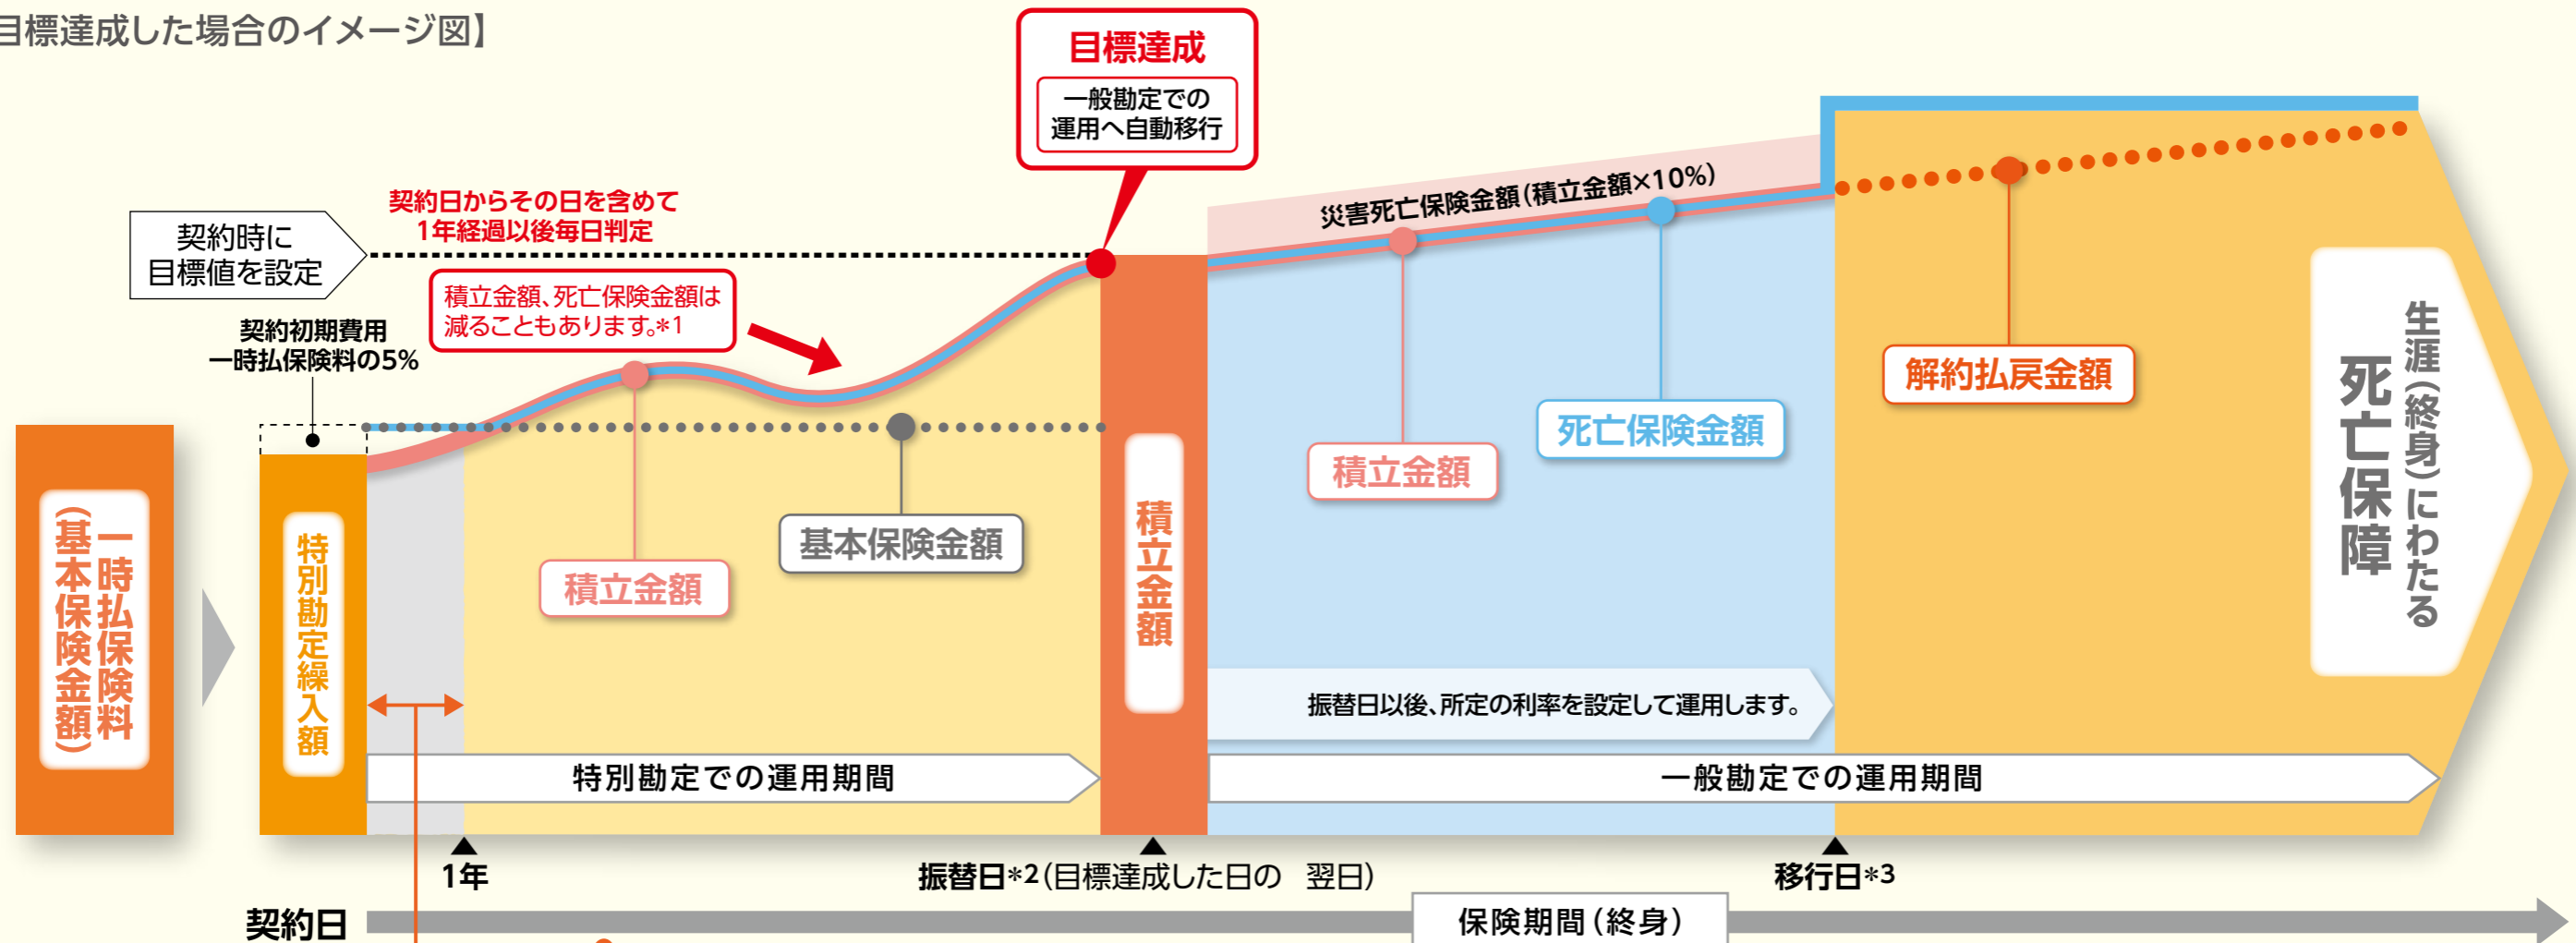 目標達成した場合のイメージ図】
目標達成
一般勘定での
運用へ自動移行
契約日からその日を含めて
1年経過以後毎日判定
契約時に
目標値を設定
積立金額、死亡保険金額は
減ることもあります。*1
契約初期費用
一時払保険料の5%
災害死亡保険金額(積立金額×10%)
一時払保険料
(基本保険金額)
特別勘定繰入額
積立金額
基本保険金額
積立金額
積立金額
死亡保険金額
解約払戻金額
生涯(終身)にわたる
死亡保障
振替日以後、所定の利率を設定して運用します。
特別勘定での運用期間
一般勘定での運用期間
1年
振替日*2(目標達成した日の 翌日)
移行日*3
契約日
保険期間(終身)